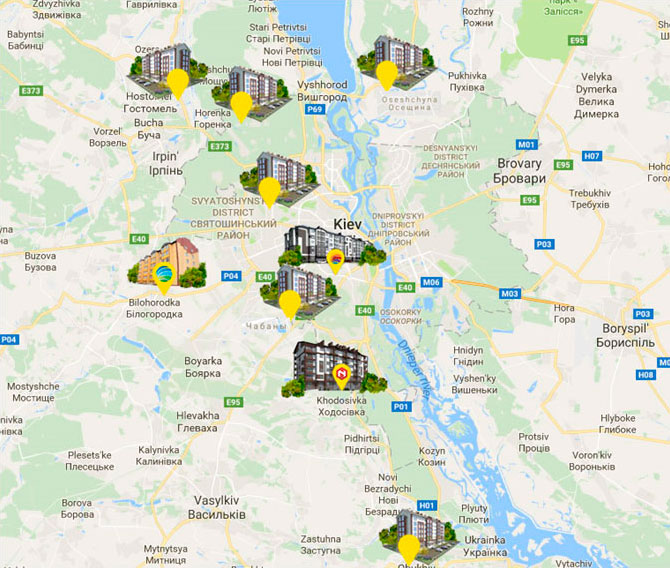 Zdvyzhivka
Здвижівка
Лютіж
Stari Petrivtsi
Старі Петрівці
Novi Petrivtsi
Нові Петрівці
Rozhny
Рожны
парк "
Залісся»
E95
Babyntsi
Бабинці
Vyshhorod
Вишгород
Pukhivka
Пухівка
Velyka
Dymerka
Велика
Димерка
E373
Hostomel
Гостомель
Horenka
Горенка
P69
Oseshchyna
Осещина
Bucha
Буча
Vorzel'
Ворзель
E373
DESNYANS'KYI
DISTRICT
ДЕСНЯНСЬКИЙ
РАЙОН
M01
H07
Irpin'
Ірпінь
Brovary
Бровари
E95
Trebukhiv
Требухів
SVYATOSHYNS'KYI
DISTRICT
СВЯТОШИНСЬКИЙ
РАЙОН
E95
Kiev
DNIPROVS'KYI
DISTRICT
ДНІПРОВСЬКИЙ
РАЙОН
E40
P03
Buzova
Бузова
P04
E40
M06
M03
Bilohorodka
Білогородка
E40
OSOKORKY
ОСОКОРКИ
Hora
Гора
P03
Чабаны
Boryspil'
Бориспіль
P04
Dnieper river
Boyarka
Боярка
Hnidyn
Гнідин
H08
Vyshen'ky
Вишеньки
Mostyshche
Мостище
E95
Khodosivka
Ходосівка
P01
Hlevakha
Глеваха
Hlyboke
Глибоке
Pidhirtsi
Підгірці
Protsiv
Проців
Plesets'ke
Плесецьке
Kalynivka
Калинівка
Kozyn
Козин
Voron'kiv
Вороньків
Novi
Bezradychi
Нові
Безрад
Borova
Борова
Vasylkiv
Васильків
H01
Plyuty
Плюти
Zastuhna
Застугна
Ukrainka
Українка
Mytnytsya
Митниця
Obukhiv
Vytachiv